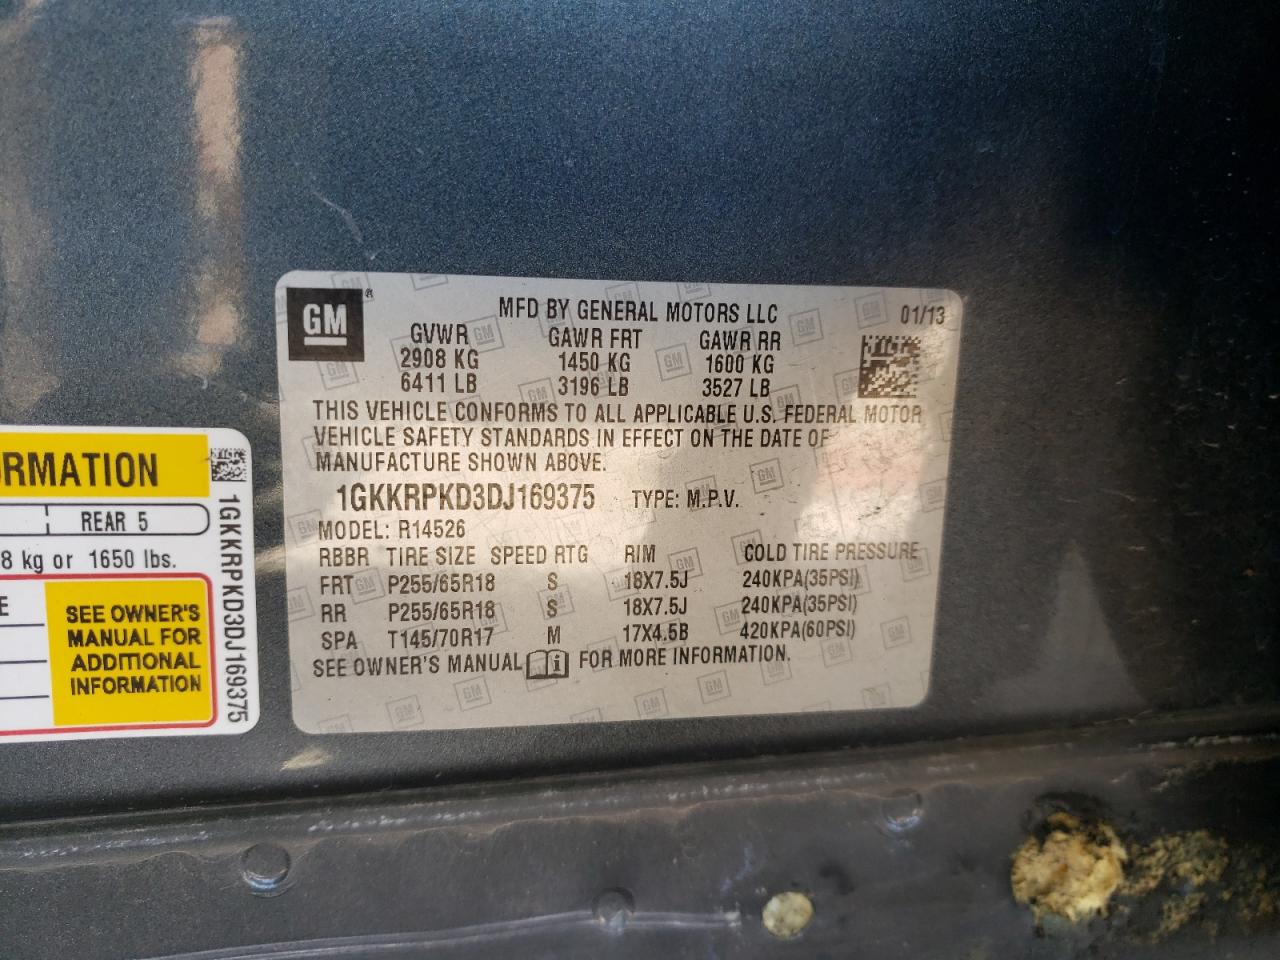 GM
MFD BY GENERAL MOTORS LLC 01/13
GVWR GAWR FRT GAWR RR
2908 KG 1450 KG 1600 KG
6411 LB 3196 LB 3527 LB
THIS VEHICLE CONFORMS TO ALL APPLICABLE U.S. FEDERAL MOTOR
VEHICLE SAFETY STANDARDS IN EFFECT ON THE DATE OF
MANUFACTURE SHOWN ABOVE.
1GKKRPKD3DJ169375 TYPE: M.P.V.
MODEL: R14526
RBBR TIRE SIZE SPEED RTG RIM COLD TIRE PRESSURE
FRT P255/65R18 S 18X7.5J 240KPA(35PSI)
RR P255/65R18 S 18X7.5J 240KPA(35PSI)
SPA T145/70R17 M 17X4.5B 420KPA(60PSI)
SEE OWNER'S MANUAL FOR MORE INFORMATION.
RMATION
REAR 5
8 kg or 1650 lbs.
E
SEE OWNER'S
MANUAL FOR
ADDITIONAL
INFORMATION
1GKKRPKD3DJ169375